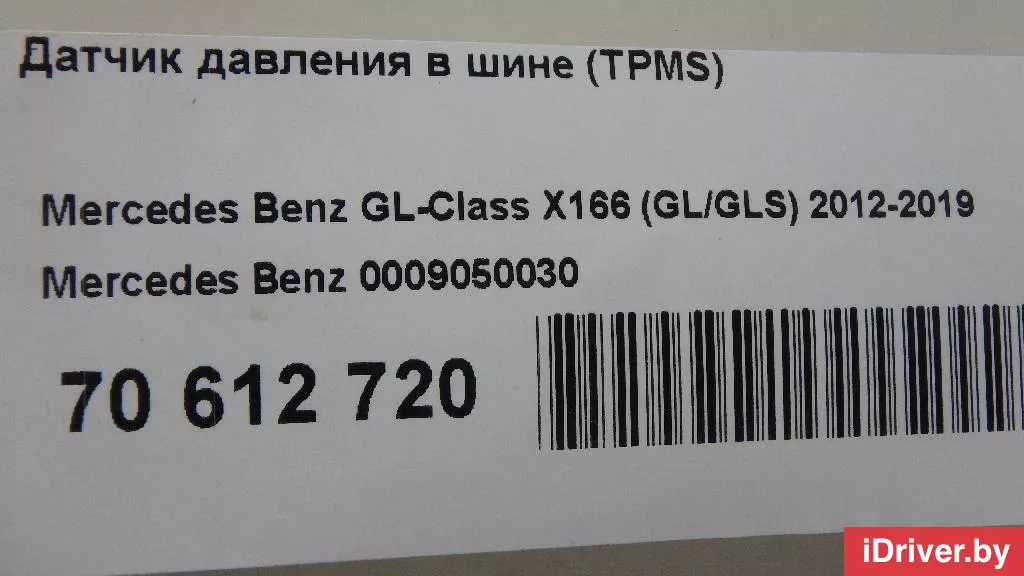 Датчик давления в шине (TPMS)
Mercedes Benz GL-Class X166 (GL/GLS) 2012-2019
Mercedes Benz 0009050030
70 612 720
iDriver.by